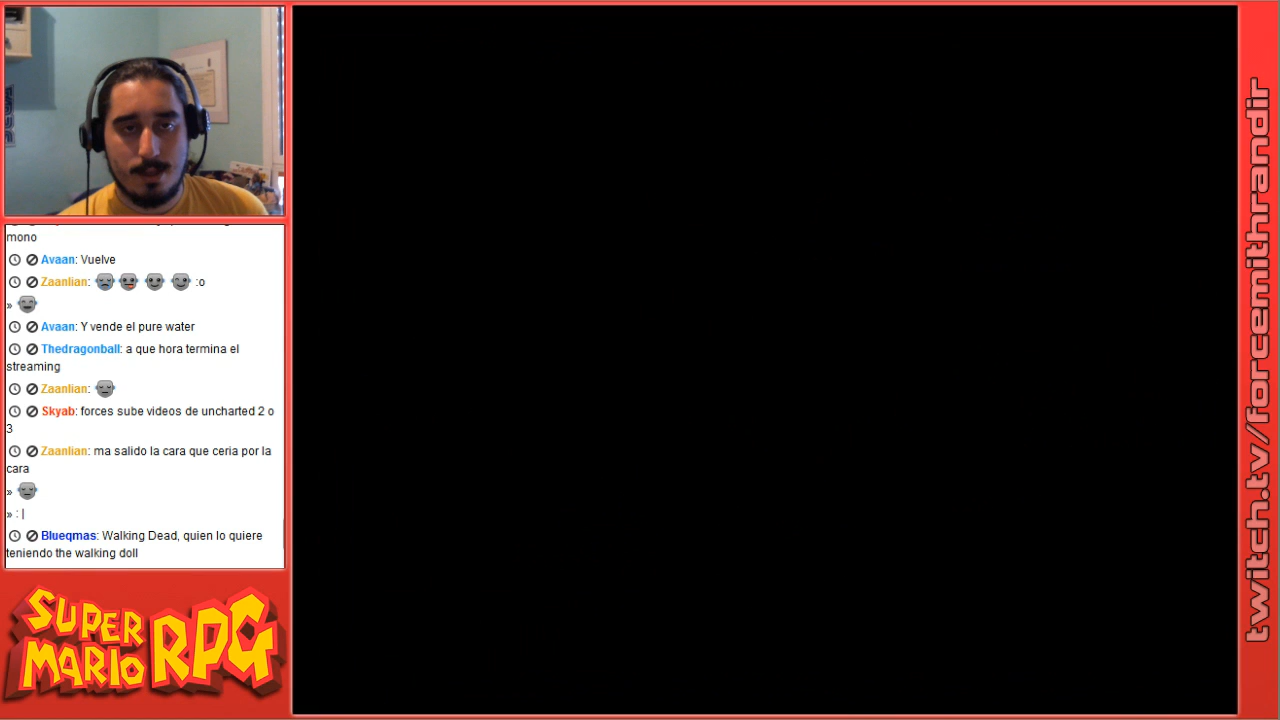 mono
Avaan: Vuelve
Zaanlian: :o
»
Avaan: Y vende el pure water
Thedragonball: a que hora termina el
streaming
Zaanlian:
Skyab: forces sube videos de uncharted 2 o
3
Zaanlian: ma salido la cara que ceria por la
cara
»
» : |
Blueqmas: Walking Dead, quien lo quiere
teniendo the walking doll
SUPER
MARIO RPG
twitch.tv/forcemithrandir